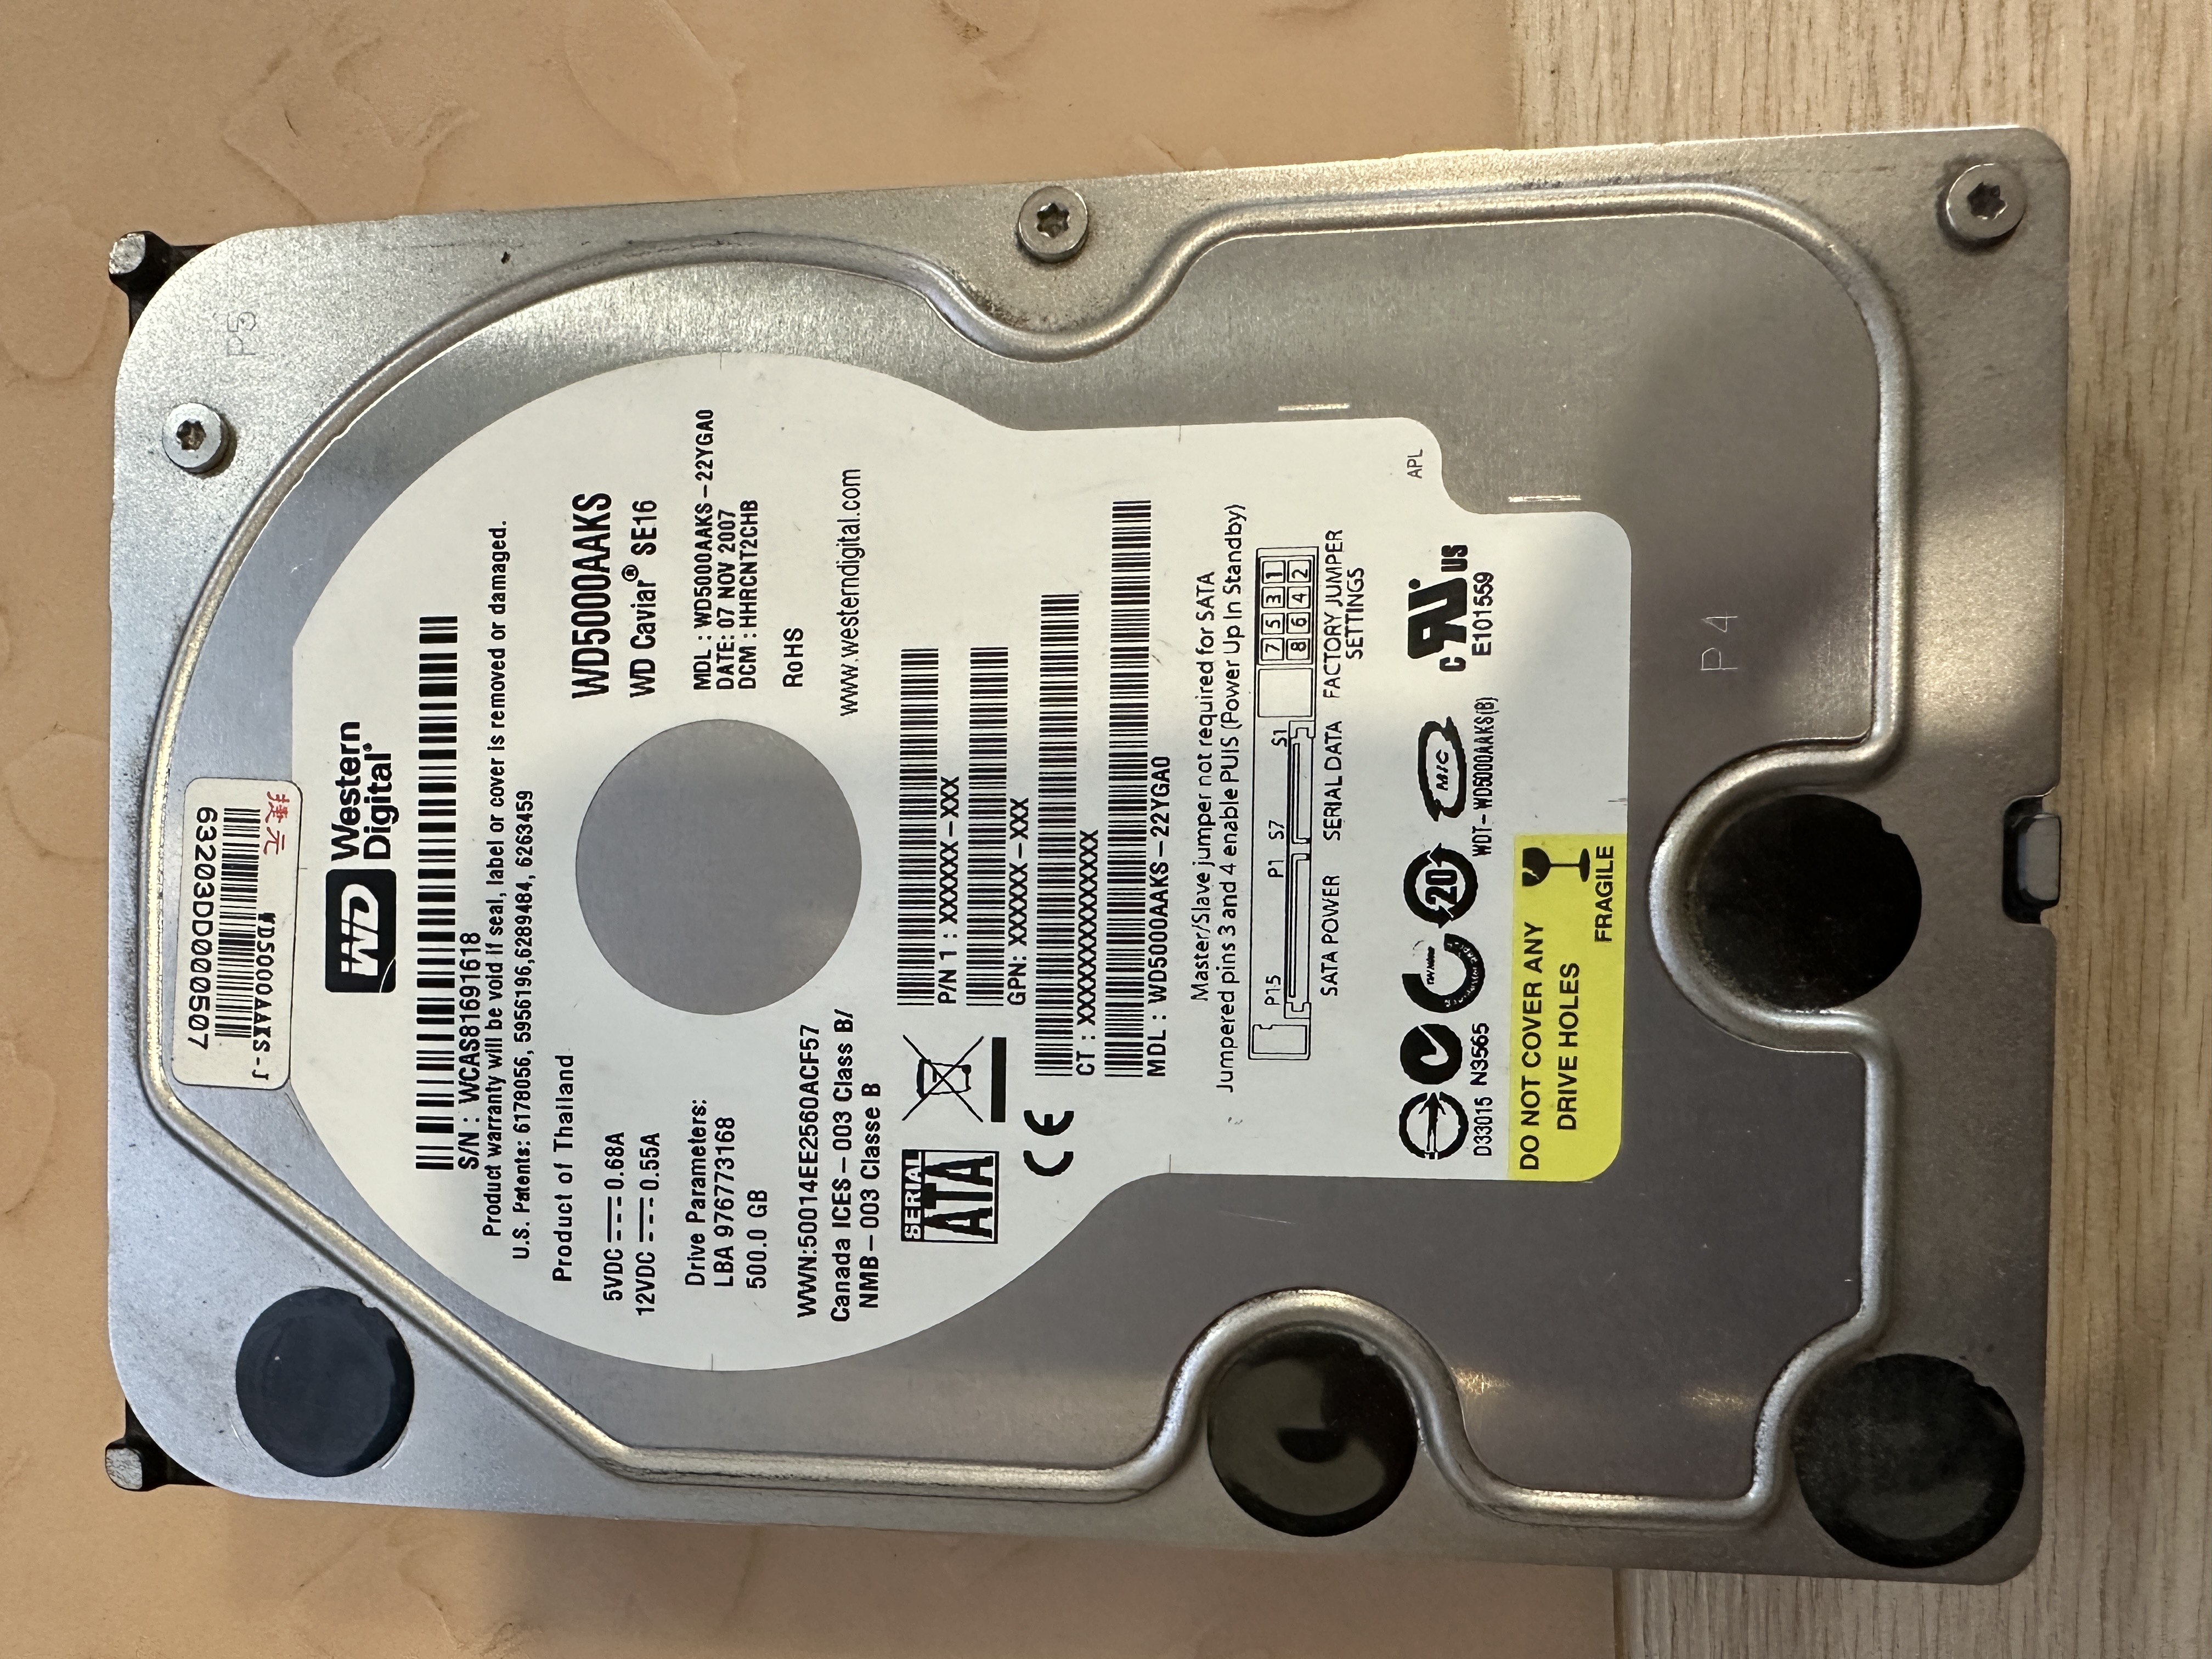 63203DD000507
捷元
WD5000AAKS-J
WD Western Digital
S/N : WCAS81691618
Product warranty will be void if seal, label or cover is removed or damaged.
U.S. Patents: 6178056, 5956196,6289484, 6263459
Product of Thailand
5VDC 0.68A
12VDC 0.55A
Drive Parameters:
LBA 976773168
500.0 GB
WWN:50014EE2560ACF57
Canada ICES-003 Class B/
NMB-003 Classe B
WD5000AAKS
WD Caviar® SE16
MDL : WD5000AAKS-22YGA0
DATE: 07 NOV 2007
DCM : HHRCNT2CHB
RoHS
www.westerndigital.com
SERIAL
ATA
CE
P/N 1 : XXXXXX-XXX
GPN: XXXXXX-XXX
CT : XXXXXXXXXXXXXX
MDL : WD5000AAKS-22YGA0
Master/Slave jumper not required for SATA
Jumpered pins 3 and 4 enable PUIS (Power Up In Standby)
P15 P1 S7 S1
7 5 3 1
8 6 4 2
SATA POWER SERIAL DATA FACTORY JUMPER
SETTINGS
APL
20 MIC c RU US
D33015 N3565 WDT-WD5000AAKS(B) E101559
DO NOT COVER ANY
DRIVE HOLES
FRAGILE
P5
P4